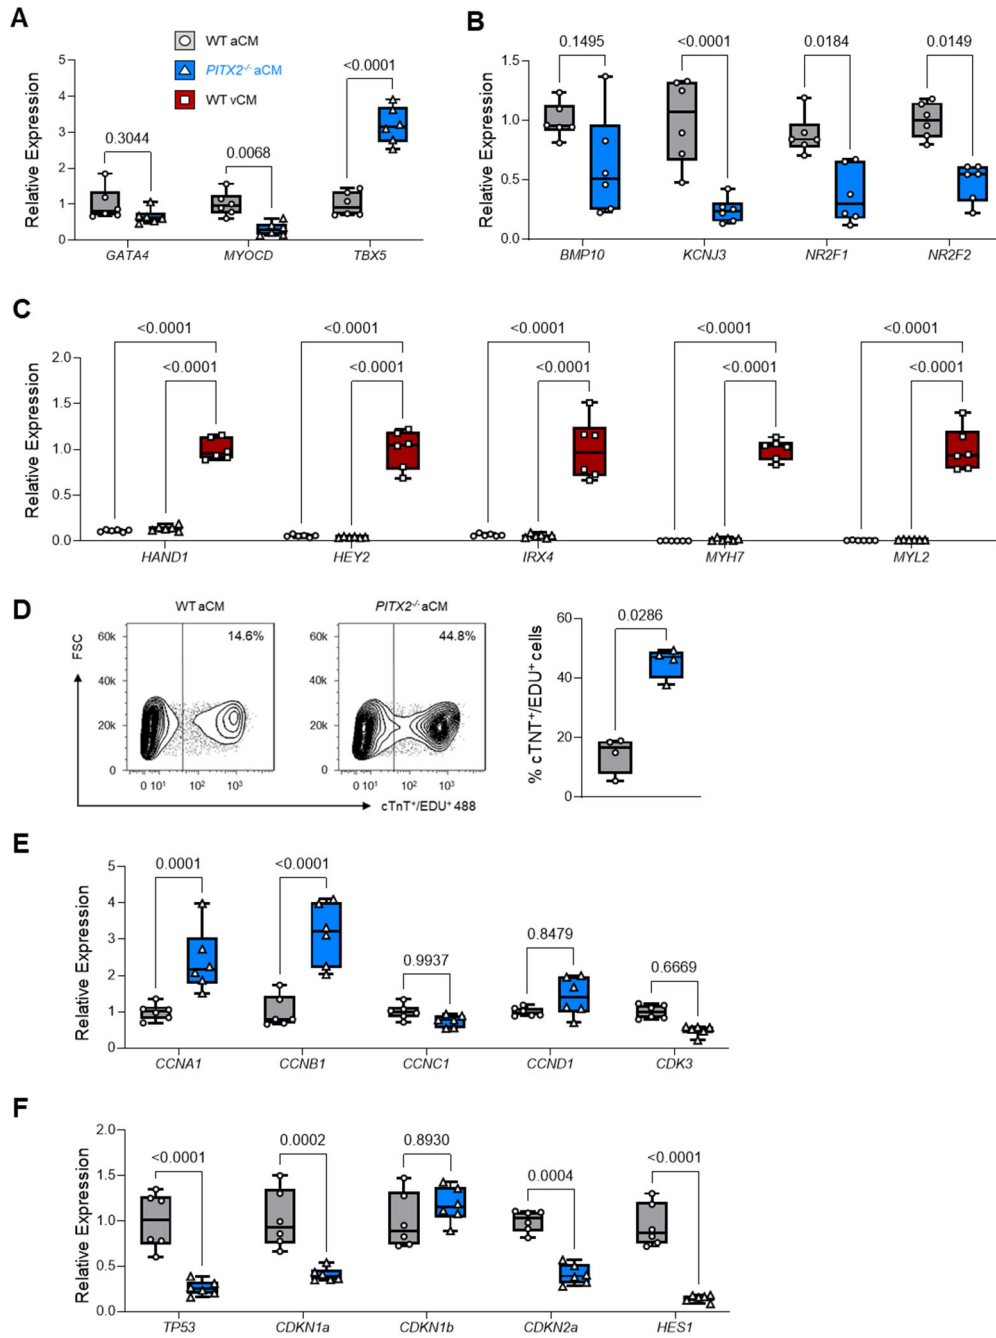 A
WT aCM
PITX2-/- aCM
WT vCM
Relative Expression
5
4
3
2
1
0
0.3044
0.0068
<0.0001
GATA4 MYOCD TBX5
B
Relative Expression
1.5
1.0
0.5
0.0
0.1495 <0.0001 0.0184 0.0149
BMP10 KCNJ3 NR2F1 NR2F2
C
Relative Expression
2.0
1.5
1.0
0.5
0.0
<0.0001 <0.0001 <0.0001 <0.0001 <0.0001
<0.0001 <0.0001 <0.0001 <0.0001 <0.0001
HAND1 HEY2 IRX4 MYH7 MYL2
D
WT aCM
FSC
60k
40k
20k
0
14.6%
0 10¹ 10² 10³
PITX2-/- aCM
60k
40k
20k
0
44.8%
0 10¹ 10² 10³
cTnT+/EDU+ 488
% cTNT+/EDU+ cells
60
40
20
0
0.0286
E
Relative Expression
5
4
3
2
1
0
0.0001 <0.0001 0.9937 0.8479 0.6669
CCNA1 CCNB1 CCNC1 CCND1 CDK3
F
Relative Expression
2.0
1.5
1.0
0.5
0.0
<0.0001 0.0002 0.8930 0.0004 <0.0001
TP53 CDKN1a CDKN1b CDKN2a HES1